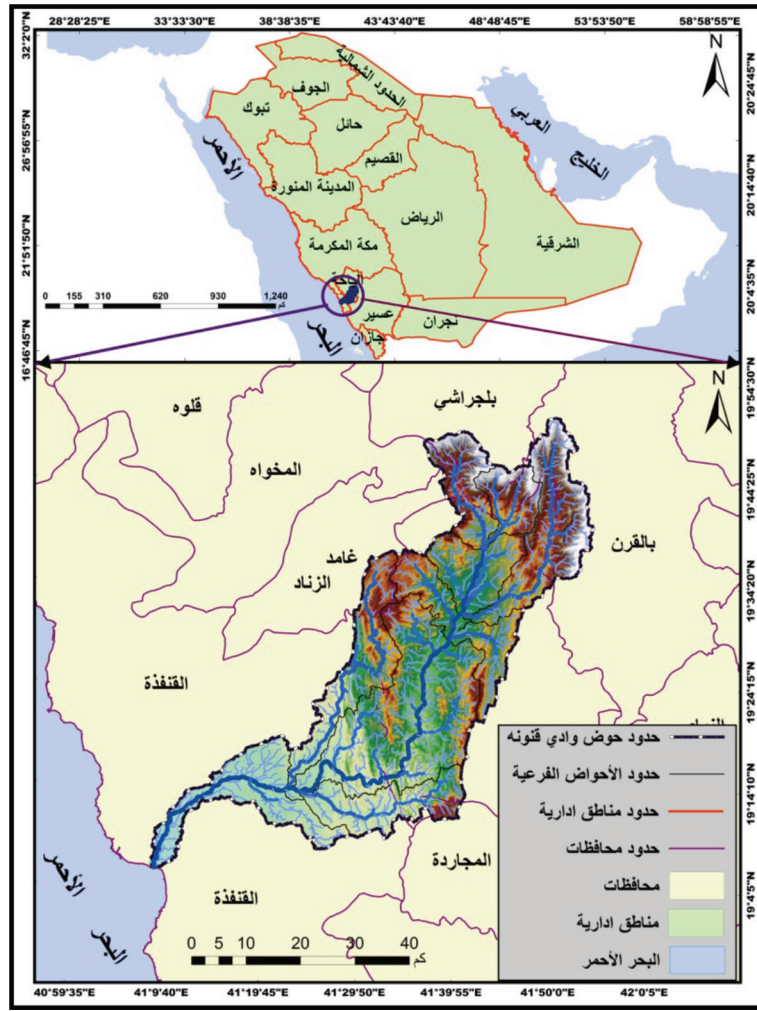 28°28'25"E 33°33'30"E 38°38'35"E 43°43'40"E 48°48'45"E 53°53'50"E 58°58'55"E
32°2'0"N
26°56'55"N
21°51'50"N
16°46'45"N
20°24'45"N
20°14'40"N
20°4'35"N
N
الحدود الشمالية
الجوف
تبوك
حائل
القصيم
المدينة المنورة
الرياض
الشرقية
مكة المكرمة
الباحة
عسير
جازان
نجران
البحر الأحمر
الخليج العربي
0 155 310 620 930 1,240
كم
19°54'30"N
19°44'25"N
19°34'20"N
19°24'15"N
19°14'10"N
19°4'5"N
N
قلوه
بلجراشي
المخواه
غامد
الزناد
بالقرن
القنفذة
المجاردة
القنفذة
البحر الأحمر
حدود حوض وادي قنونه
حدود الأحواض الفرعية
حدود مناطق ادارية
حدود محافظات
محافظات
مناطق ادارية
البحر الأحمر
0 5 10 20 30 40
كم
40°59'35"E 41°9'40"E 41°19'45"E 41°29'50"E 41°39'55"E 41°50'0"E 42°0'5"E